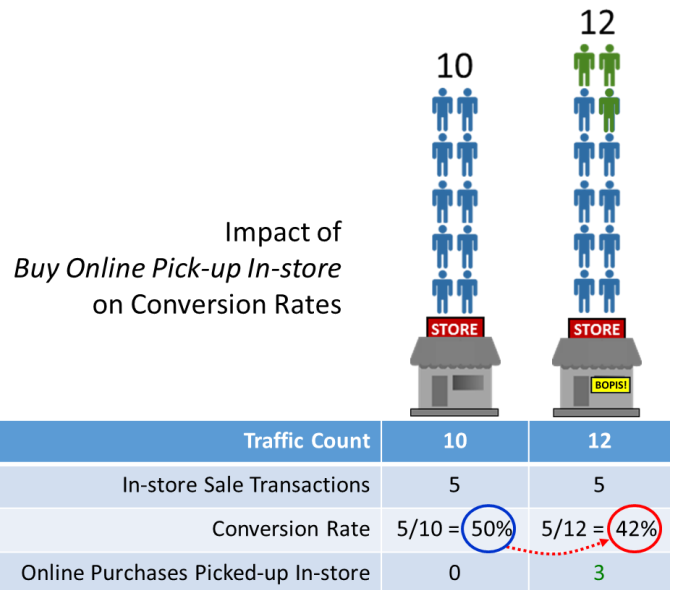 12
10
Impact of
Buy Online Pick-up In-store
on Conversion Rates
STORE STORE
BOPIS!
Traffic Count 10 12
In-store Sale Transactions 5 5
Conversion Rate 5/10 = 50% 5/12 = 42%
Online Purchases Picked-up In-store 0 3